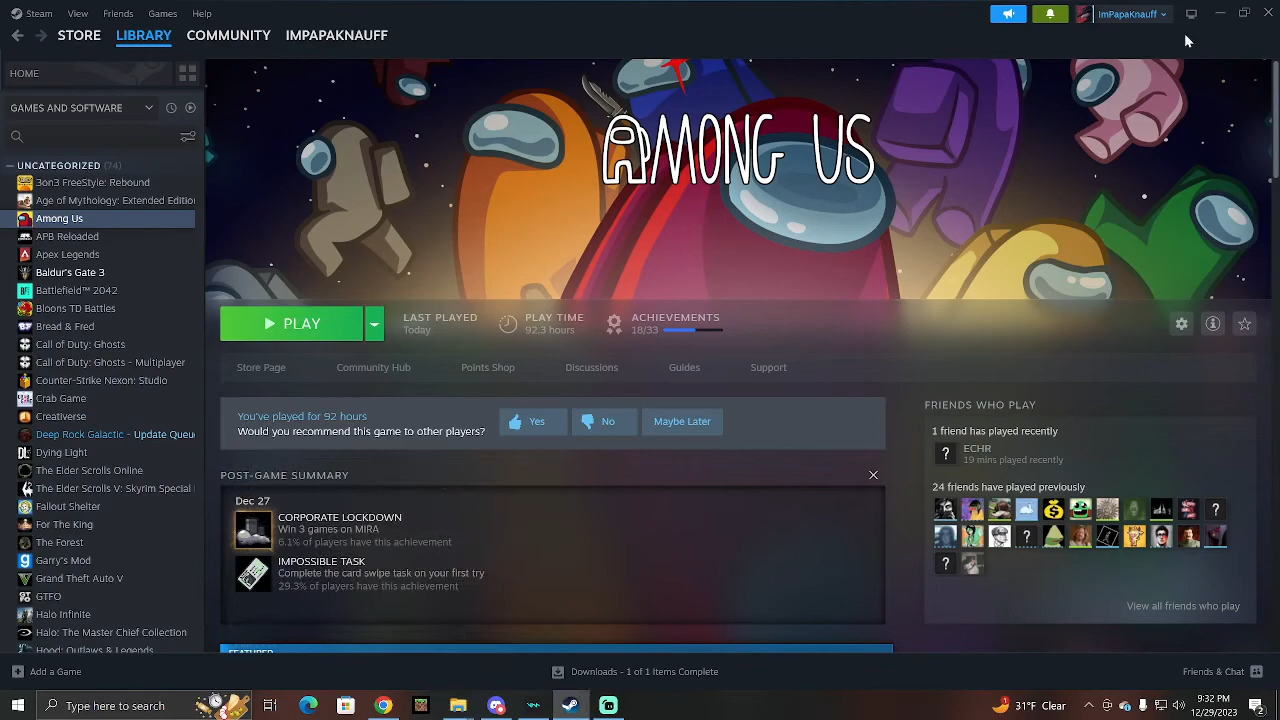 Steam View Friends Games Help
ImPapaKnauff
STORE LIBRARY COMMUNITY IMPAPAKNAUFF
HOME
GAMES AND SOFTWARE
UNCATEGORIZED (74)
3on3 FreeStyle: Rebound
Age of Mythology: Extended Edition
Among Us
APB Reloaded
Apex Legends
Baldur's Gate 3
Battlefield™ 2042
Bloons TD Battles
Bread & Fred
Call of Duty: Ghosts
Call of Duty: Ghosts - Multiplayer
Counter-Strike Nexon: Studio
Crab Game
Creativerse
Deep Rock Galactic - Update Queu
Dying Light
The Elder Scrolls Online
The Elder Scrolls V: Skyrim Special
Fallout Shelter
For The King
The Forest
Garry's Mod
Grand Theft Auto V
GTFO
Halo Infinite
Halo: The Master Chief Collection
Hood: Outlaws & Legends
AMONG US
PLAY
LAST PLAYED
Today
PLAY TIME
92.3 hours
ACHIEVEMENTS
18/33
Store Page Community Hub Points Shop Discussions Guides Support
You've played for 92 hours
Would you recommend this game to other players?
Yes No Maybe Later
POST-GAME SUMMARY
Dec 27
CORPORATE LOCKDOWN
Win 3 games on MIRA
6.1% of players have this achievement
IMPOSSIBLE TASK
Complete the card swipe task on your first try
29.3% of players have this achievement
FEATURED
FRIENDS WHO PLAY
1 friend has played recently
ECHR
19 mins played recently
24 friends have played previously
View all friends who play
Add a Game
Downloads - 1 of 1 Items Complete
Friends & Chat
Type here to search
31°F Clear
9:32 PM
12/29/2023
2